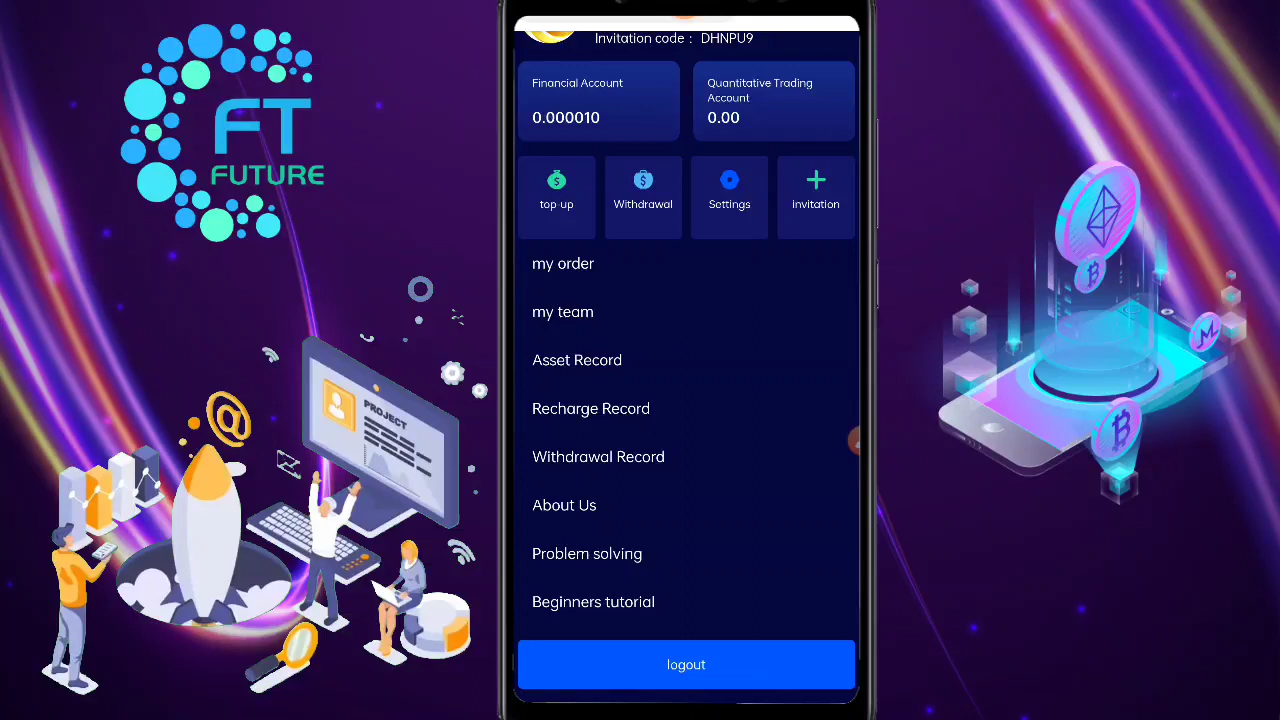 FT
FUTURE
Invitation code : DHNPU9
Financial Account
0.000010
Quantitative Trading
Account
0.00
top-up
Withdrawal
Settings
invitation
my order
my team
Asset Record
Recharge Record
Withdrawal Record
About Us
Problem solving
Beginners tutorial
logout
PROJECT